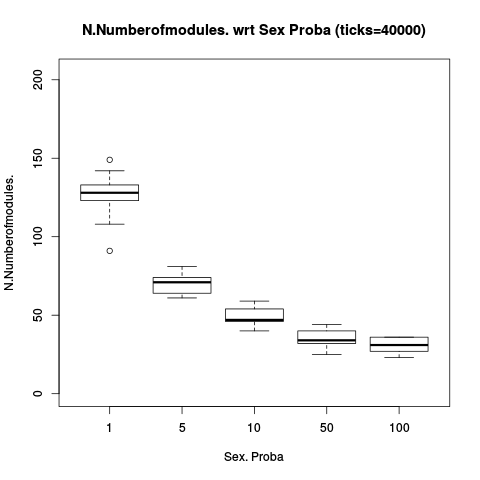 N.Numberofmodules. wrt Sex Proba (ticks=40000)
N.Numberofmodules.
200
150
100
50
0
1 5 10 50 100
Sex. Proba